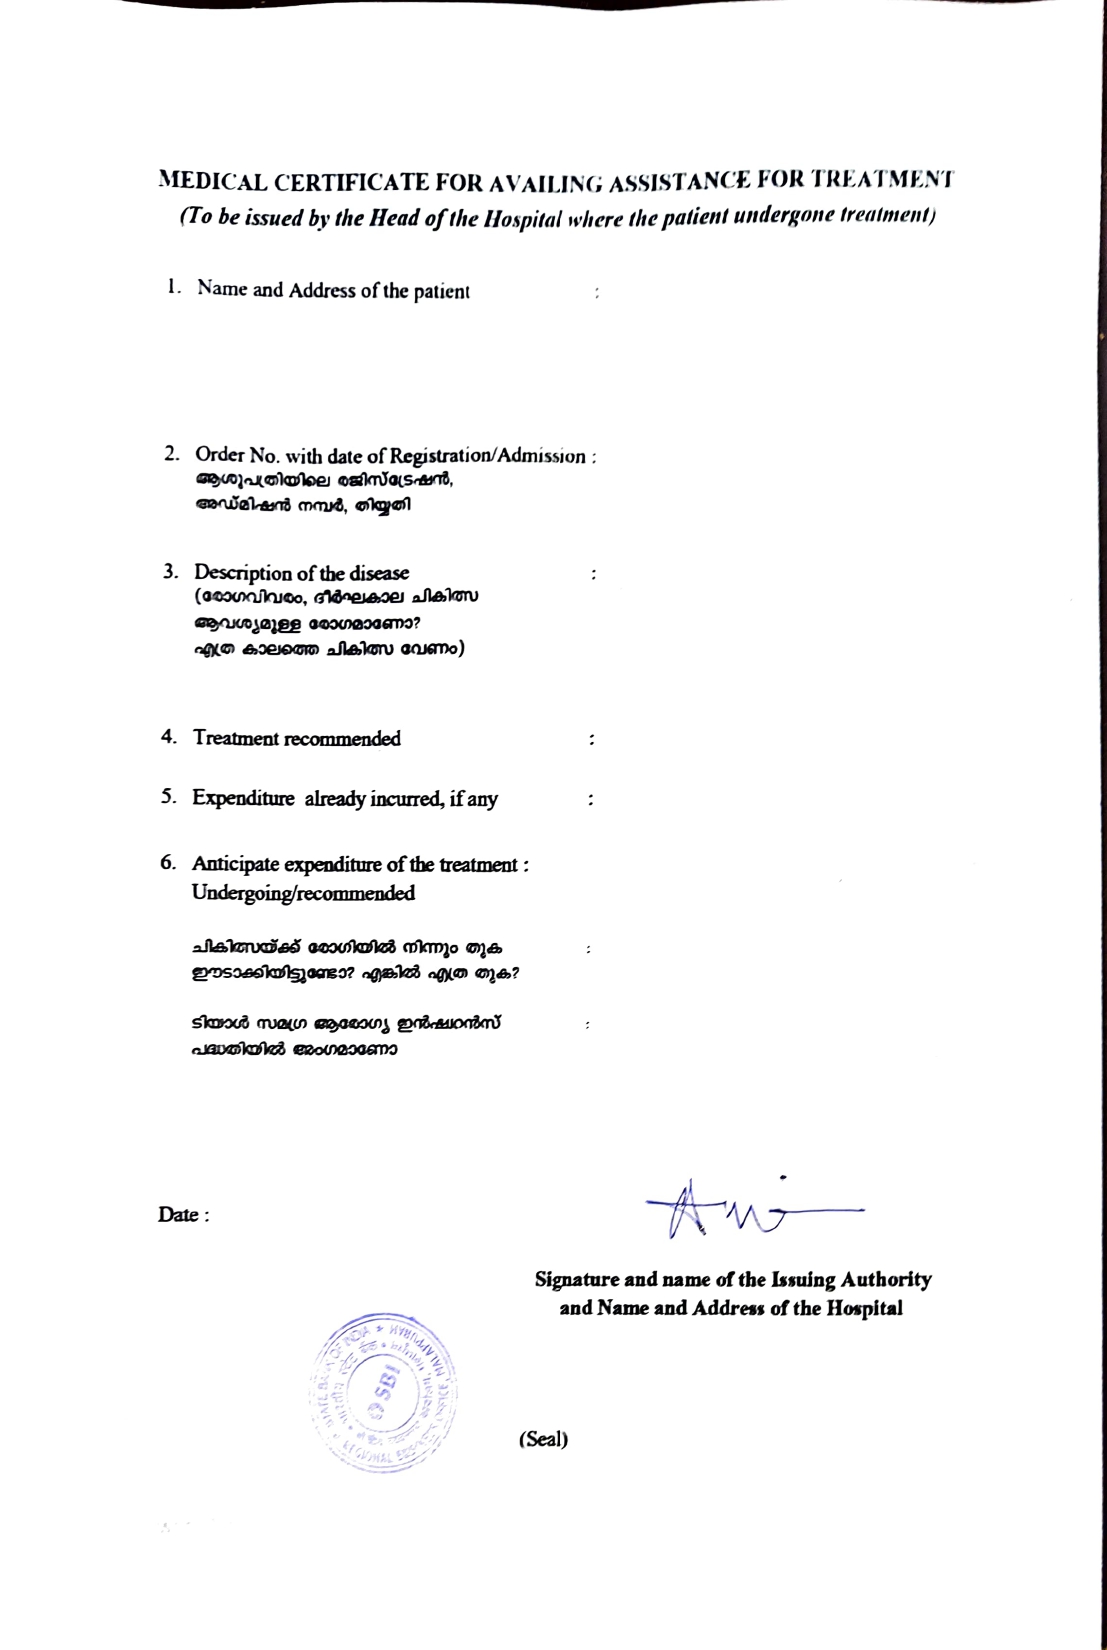 MEDICAL CERTIFICATE FOR AVAILING ASSISTANCE FOR TREATMENT
(To be issued by the Head of the Hospital where the patient undergone treatment)
1. Name and Address of the patient :
2. Order No. with date of Registration/Admission :
ആശുപത്രിയിലെ രജിസ്ട്രേഷൻ,
അഡ്മിഷൻ നമ്പർ, തിയ്യതി
3. Description of the disease :
(രോഗവിവരം, ദീർഘകാല ചികിത്സ
ആവശ്യമുള്ള രോഗമാണോ?
എത്ര കാലത്തെ ചികിത്സ വേണം)
4. Treatment recommended :
5. Expenditure already incurred, if any :
6. Anticipate expenditure of the treatment :
Undergoing/recommended
ചികിത്സയ്ക്ക് രോഗിയിൽ നിന്നും തുക :
ഈടാക്കിയിട്ടുണ്ടോ? എങ്കിൽ എത്ര തുക?
ടിയാൾ സമഗ്ര ആരോഗ്യ ഇൻഷുറൻസ് :
പദ്ധതിയിൽ അംഗമാണോ
Date :
Signature and name of the Issuing Authority
and Name and Address of the Hospital
STATE BANK OF INDIA * MALAPPURAM
REGIONAL BUSINESS OFFICE
SBI
(Seal)